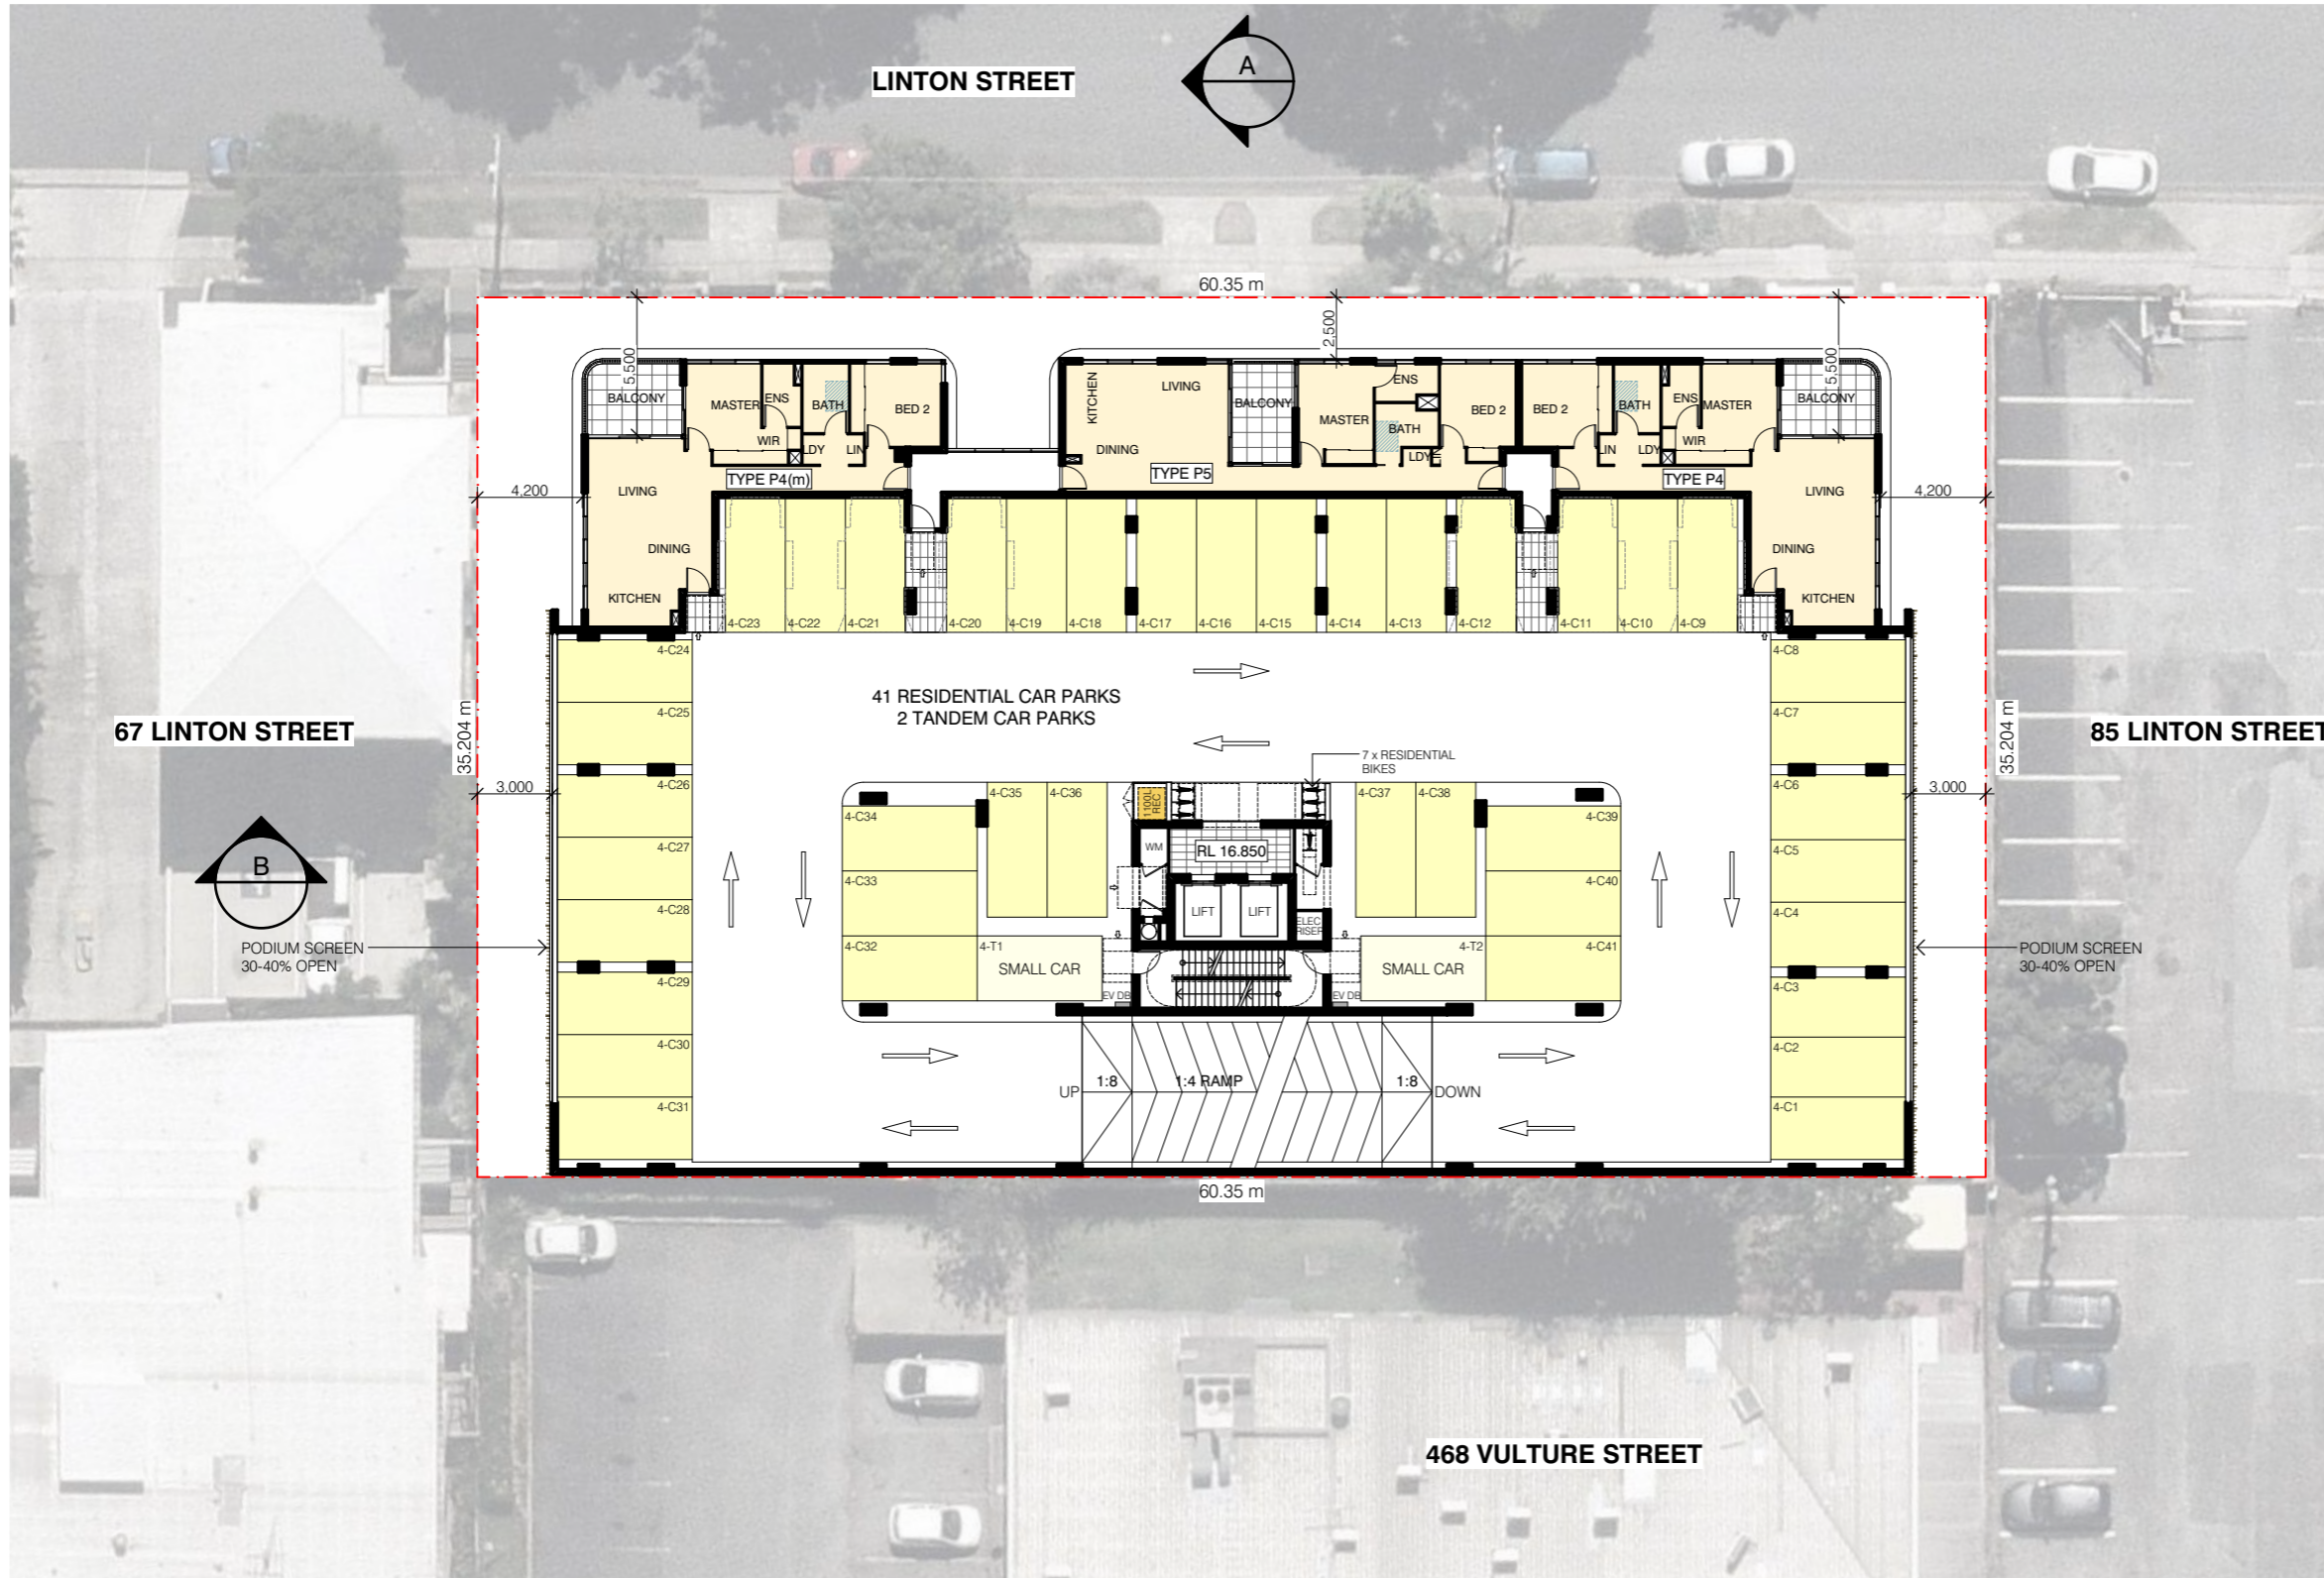 LINTON STREET
A
60.35 m
5,500
2,500
5,500
BALCONY
MASTER
ENS
BATH
BED 2
WIR
LDY
LIN
TYPE P4(m)
LIVING
DINING
KITCHEN
KITCHEN
LIVING
DINING
BALCONY
TYPE P5
MASTER
ENS
BATH
LDY
BED 2
BED 2
BATH
ENS
MASTER
BALCONY
LIN
LDY
WIR
TYPE P4
LIVING
DINING
KITCHEN
4,200
4,200
4-C23
4-C22
4-C21
4-C20
4-C19
4-C18
4-C17
4-C16
4-C15
4-C14
4-C13
4-C12
4-C11
4-C10
4-C9
4-C24
4-C25
4-C26
4-C27
4-C28
4-C29
4-C30
4-C31
41 RESIDENTIAL CAR PARKS
2 TANDEM CAR PARKS
7 x RESIDENTIAL
BIKES
67 LINTON STREET
35.204 m
3,000
B
PODIUM SCREEN
30-40% OPEN
4-C35
4-C36
4-C34
4-C33
4-C32
4-T1
SMALL CAR
1100L
REC
WM
RL 16.850
LIFT
LIFT
ELEC
RISER
EV DB
EV DB
4-C37
4-C38
4-C39
4-C40
4-T2
4-C41
SMALL CAR
UP
1:8
1:4 RAMP
1:8
DOWN
4-C8
4-C7
4-C6
4-C5
4-C4
4-C3
4-C2
4-C1
35.204 m
85 LINTON STREET
3,000
PODIUM SCREEN
30-40% OPEN
60.35 m
468 VULTURE STREET